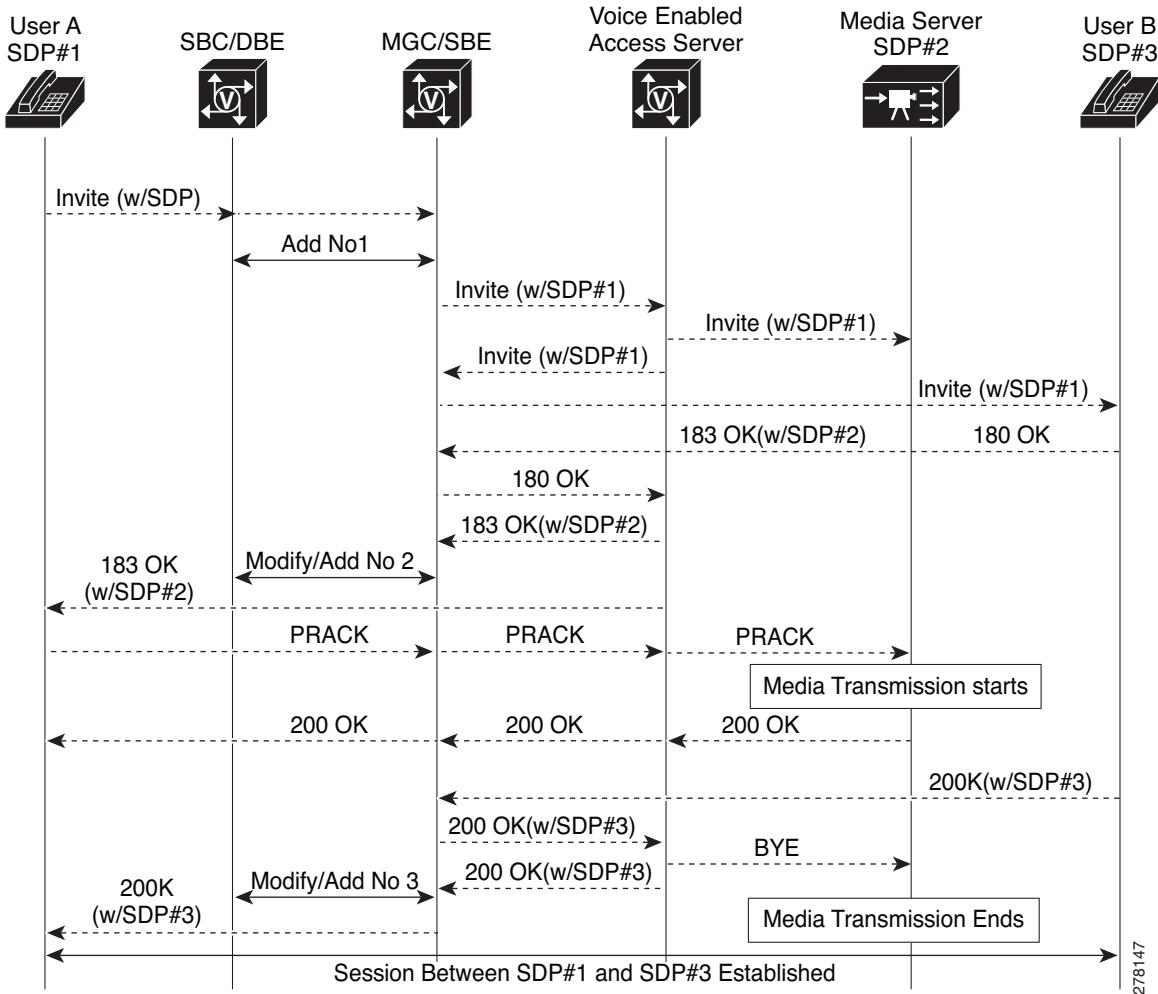 User A
SDP#1
SBC/DBE
MGC/SBE
Voice Enabled
Access Server
Media Server
SDP#2
User B
SDP#3
V
V
V
Invite (w/SDP)
Add No1
Invite (w/SDP#1)
Invite (w/SDP#1)
Invite (w/SDP#1)
Invite (w/SDP#1)
183 OK(w/SDP#2)
180 OK
180 OK
183 OK(w/SDP#2)
183 OK
(w/SDP#2)
Modify/Add No 2
PRACK
PRACK
PRACK
Media Transmission starts
200 OK
200 OK
200 OK
200K(w/SDP#3)
200 OK(w/SDP#3)
BYE
200 OK(w/SDP#3)
200K
(w/SDP#3)
Modify/Add No 3
Media Transmission Ends
Session Between SDP#1 and SDP#3 Established
278147